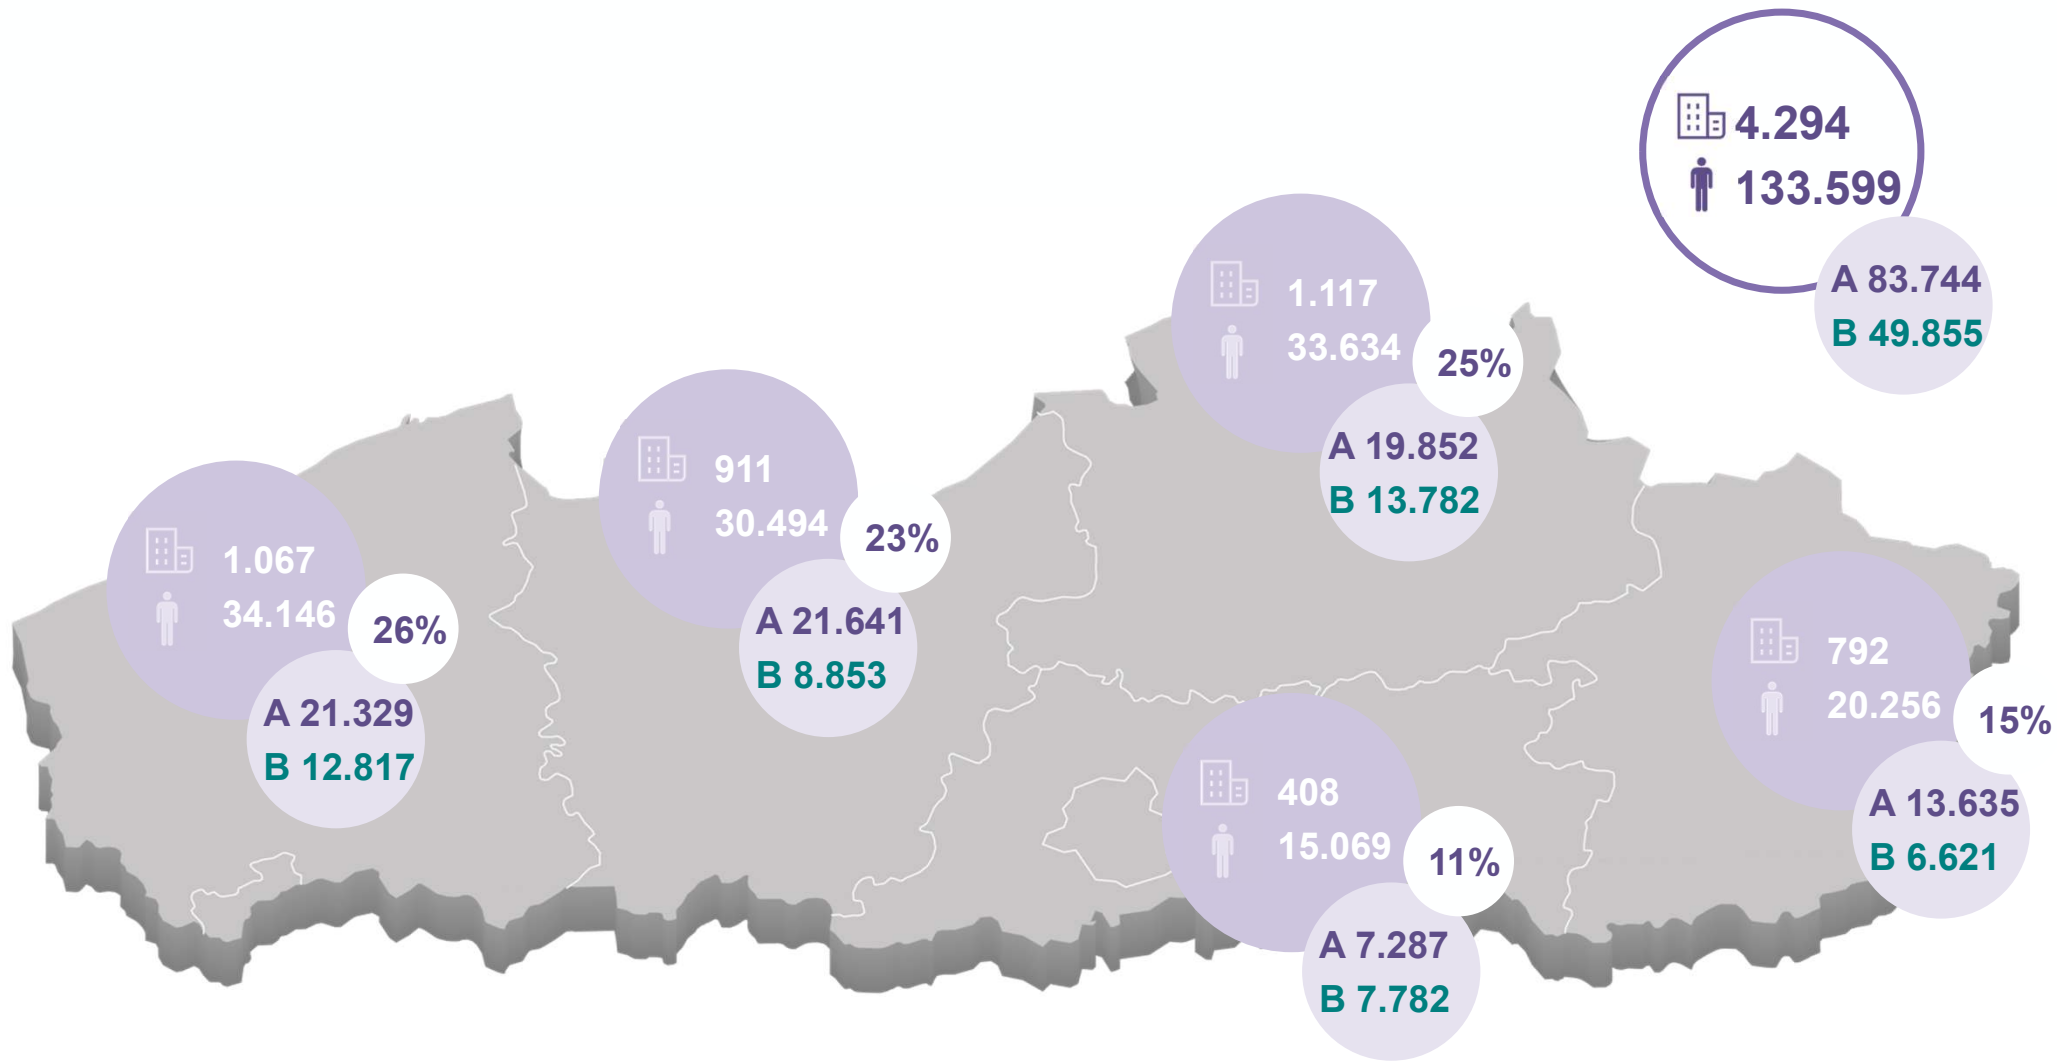 4.294
133.599
A 83.744
B 49.855
1.117
33.634
25%
A 19.852
B 13.782
911
30.494
23%
A 21.641
B 8.853
1.067
34.146
26%
A 21.329
B 12.817
792
20.256
15%
A 13.635
B 6.621
408
15.069
11%
A 7.287
B 7.782